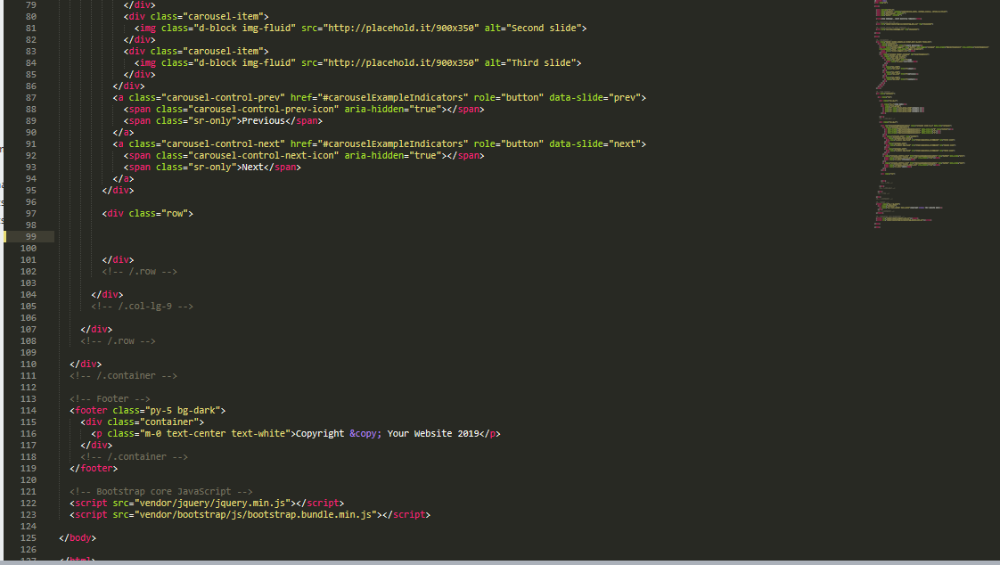 79 </div>
80 <div class="carousel-item">
81 <img class="d-block img-fluid" src="http://placehold.it/900x350" alt="Second slide">
82 </div>
83 <div class="carousel-item">
84 <img class="d-block img-fluid" src="http://placehold.it/900x350" alt="Third slide">
85 </div>
86 </div>
87 <a class="carousel-control-prev" href="#carouselExampleIndicators" role="button" data-slide="prev">
88 <span class="carousel-control-prev-icon" aria-hidden="true"></span>
89 <span class="sr-only">Previous</span>
90 </a>
91 <a class="carousel-control-next" href="#carouselExampleIndicators" role="button" data-slide="next">
92 <span class="carousel-control-next-icon" aria-hidden="true"></span>
93 <span class="sr-only">Next</span>
94 </a>
95 </div>
96
97 <div class="row">
98
99
100
101 </div>
102 <!-- /.row -->
103
104 </div>
105 <!-- /.col-lg-9 -->
106
107 </div>
108 <!-- /.row -->
109
110 </div>
111 <!-- /.container -->
112
113 <!-- Footer -->
114 <footer class="py-5 bg-dark">
115 <div class="container">
116 <p class="m-0 text-center text-white">Copyright &copy; Your Website 2019</p>
117 </div>
118 <!-- /.container -->
119 </footer>
120
121 <!-- Bootstrap core JavaScript -->
122 <script src="vendor/jquery/jquery.min.js"></script>
123 <script src="vendor/bootstrap/js/bootstrap.bundle.min.js"></script>
124
125 </body>
126
127 </html>